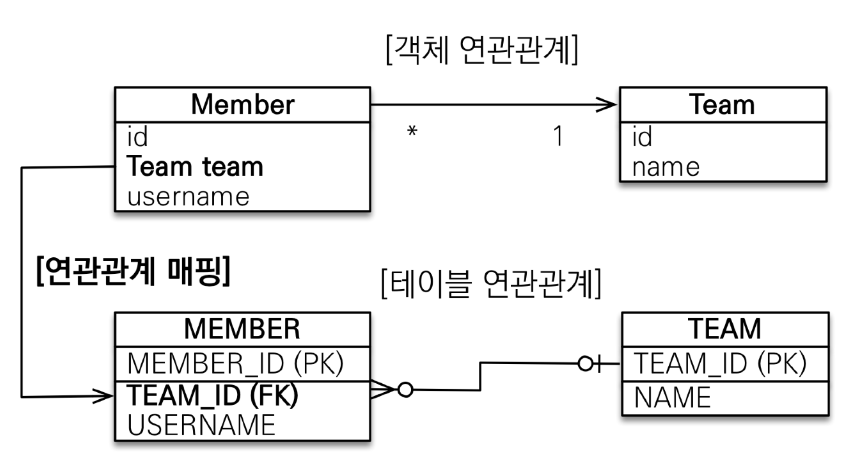 [객체 연관관계]
Member
id
Team team
username
*
1
Team
id
name
[연관관계 매핑]
[테이블 연관관계]
MEMBER
MEMBER_ID (PK)
TEAM_ID (FK)
USERNAME
TEAM
TEAM_ID (PK)
NAME